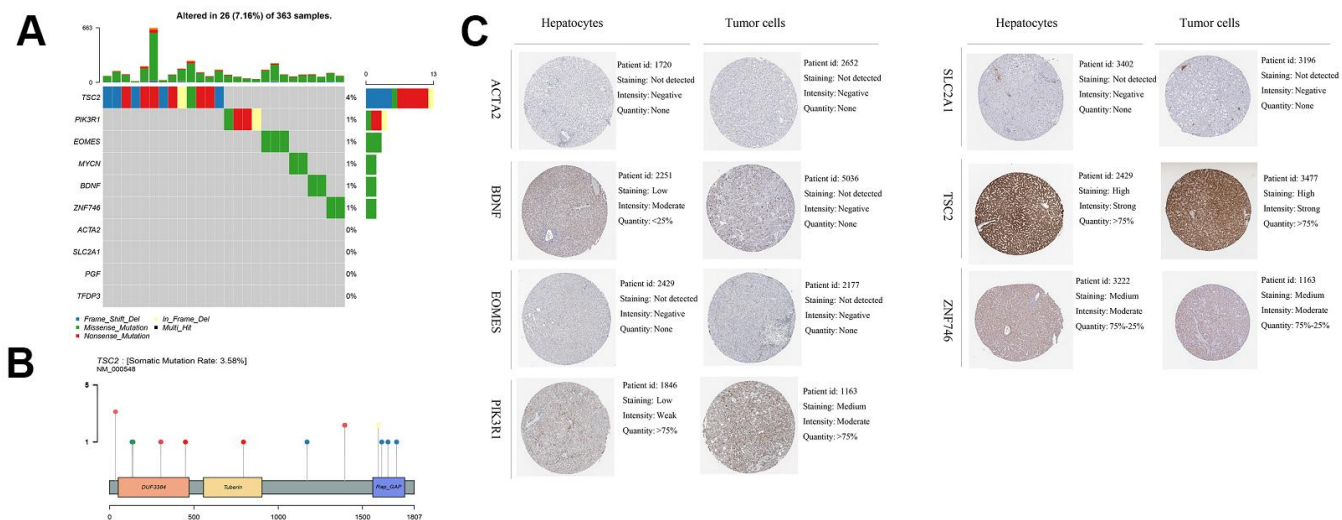 A
Altered in 26 (7.16%) of 363 samples.
663
0
0 13
TSC2 4%
PIK3R1 1%
EOMES 1%
MYCN 1%
BDNF 1%
ZNF746 1%
ACTA2 0%
SLC2A1 0%
PGF 0%
TFDP3 0%
Frame_Shift_Del In_Frame_Del
Missense_Mutation Multi_Hit
Nonsense_Mutation
B
TSC2 : [Somatic Mutation Rate: 3.58%]
NM_000548
5
1
DUF3384 Tuberin Rap_GAP
0 500 1000 1500 1807
C
Hepatocytes Tumor cells
ACTA2
Patient id: 1720
Staining: Not detected
Intensity: Negative
Quantity: None
Patient id: 2652
Staining: Not detected
Intensity: Negative
Quantity: None
BDNF
Patient id: 2251
Staining: Low
Intensity: Moderate
Quantity: <25%
Patient id: 5036
Staining: Not detected
Intensity: Negative
Quantity: None
EOMES
Patient id: 2429
Staining: Not detected
Intensity: Negative
Quantity: None
Patient id: 2177
Staining: Not detected
Intensity: Negative
Quantity: None
PIK3R1
Patient id: 1846
Staining: Low
Intensity: Weak
Quantity: >75%
Patient id: 1163
Staining: Medium
Intensity: Moderate
Quantity: >75%
Hepatocytes Tumor cells
SLC2A1
Patient id: 3402
Staining: Not detected
Intensity: Negative
Quantity: None
Patient id: 3196
Staining: Not detected
Intensity: Negative
Quantity: None
TSC2
Patient id: 2429
Staining: High
Intensity: Strong
Quantity: >75%
Patient id: 3477
Staining: High
Intensity: Strong
Quantity: >75%
ZNF746
Patient id: 3222
Staining: Medium
Intensity: Moderate
Quantity: 75%-25%
Patient id: 1163
Staining: Medium
Intensity: Moderate
Quantity: 75%-25%